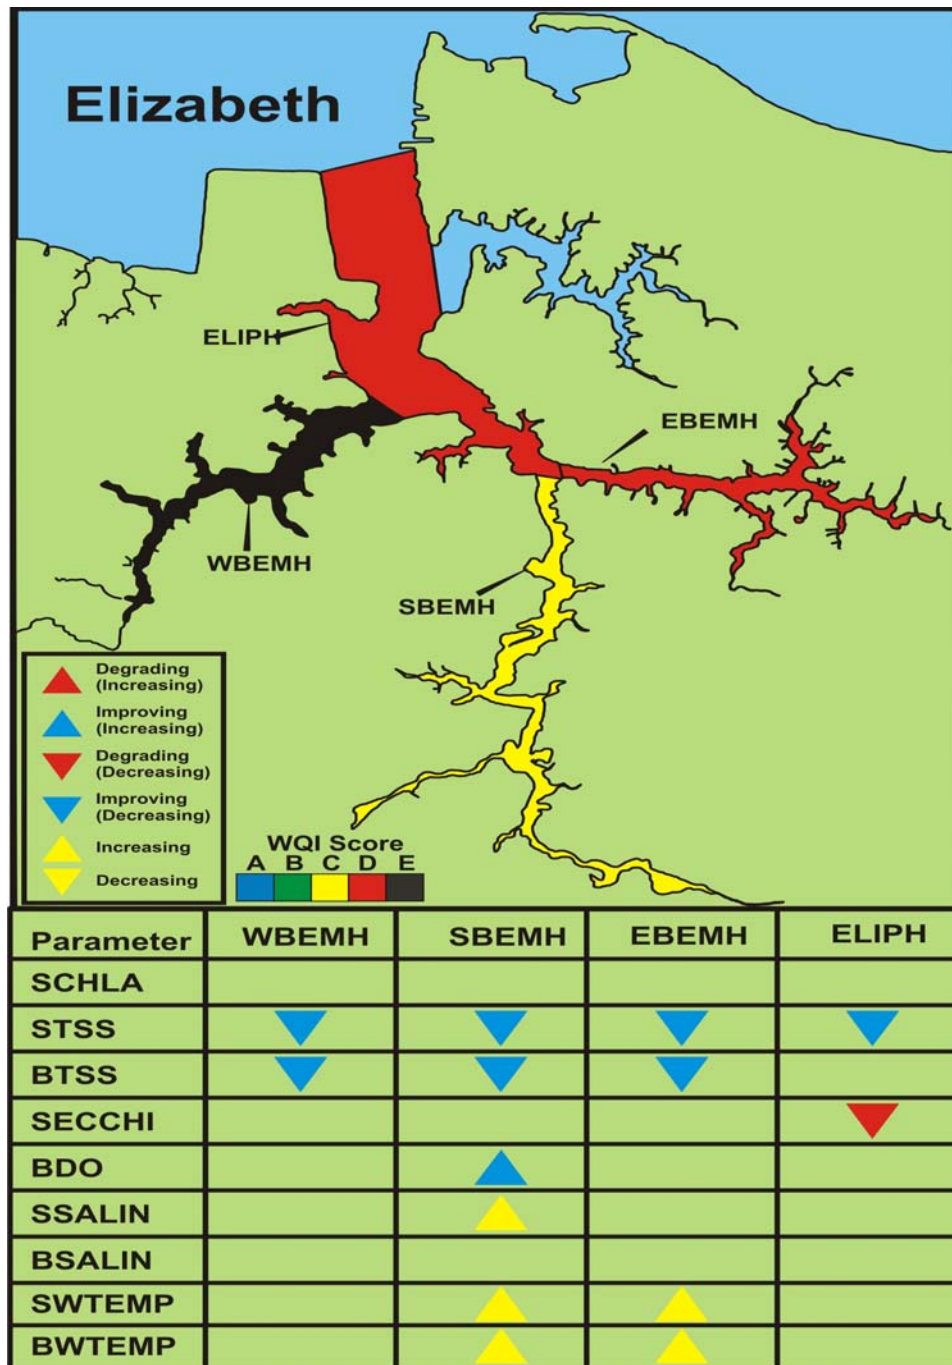 Elizabeth
ELIPH
EBEMH
WBEMH
SBEMH
Degrading
(Increasing)
Improving
(Increasing)
Degrading
(Decreasing)
Improving
(Decreasing)
Increasing
Decreasing
WQI Score
A B C D E
Parameter WBEMH SBEMH EBEMH ELIPH
SCHLA
STSS
BTSS
SECCHI
BDO
SSALIN
BSALIN
SWTEMP
BWTEMP